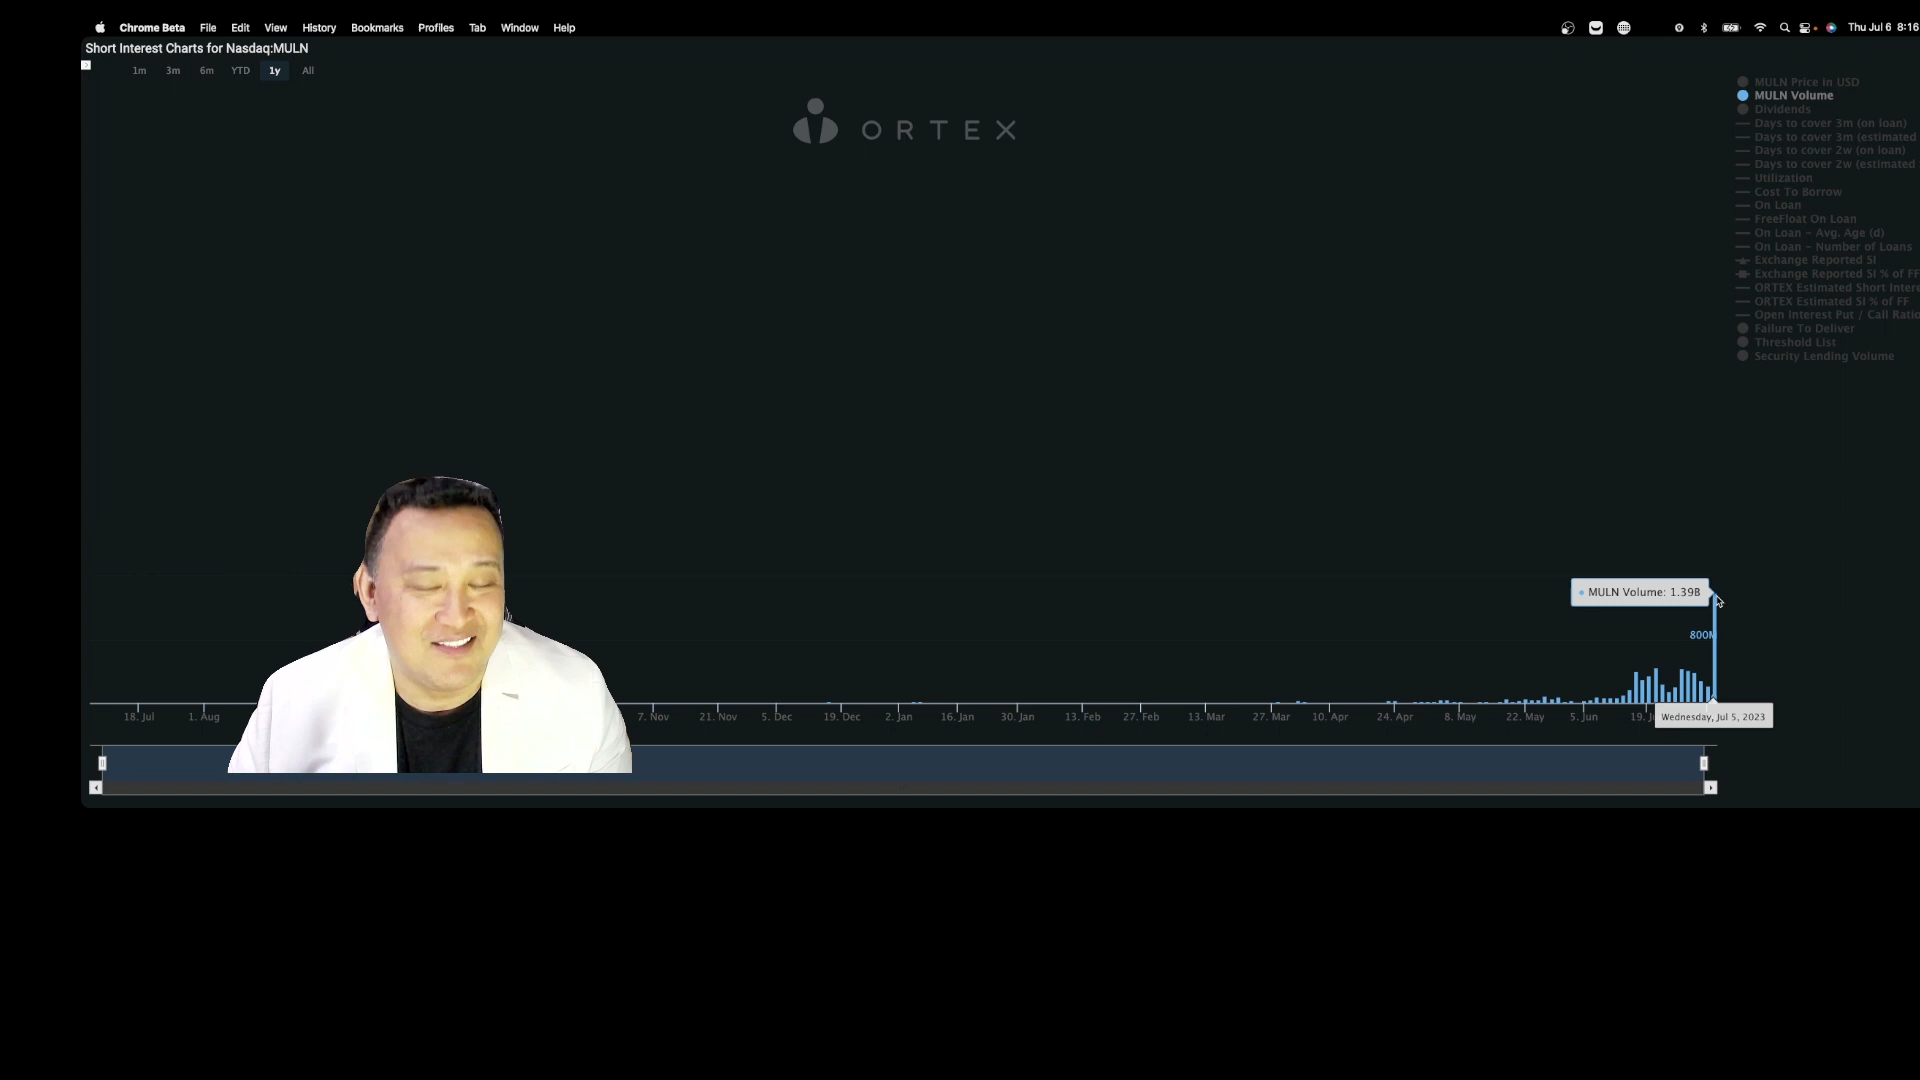 Chrome Beta File Edit View History Bookmarks Profiles Tab Window Help Thu Jul 6 8:16
Short Interest Charts for Nasdaq:MULN
1m 3m 6m YTD 1y All
ORTEX
MULN Price in USD
MULN Volume
Dividends
Days to cover 3m (on loan)
Days to cover 3m (estimated
Days to cover 2w (on loan)
Days to cover 2w (estimated
Utilization
Cost To Borrow
On Loan
FreeFloat On Loan
On Loan - Avg. Age (d)
On Loan - Number of Loans
Exchange Reported SI
Exchange Reported SI % of FF
ORTEX Estimated Short Intere
ORTEX Estimated SI % of FF
Open Interest Put / Call Ratio
Failure To Deliver
Threshold List
Security Lending Volume
MULN Volume: 1.39B
800M
18. Jul 1. Aug 7. Nov 21. Nov 5. Dec 19. Dec 2. Jan 16. Jan 30. Jan 13. Feb 27. Feb 13. Mar 27. Mar 10. Apr 24. Apr 8. May 22. May 5. Jun 19. J
Wednesday, Jul 5, 2023